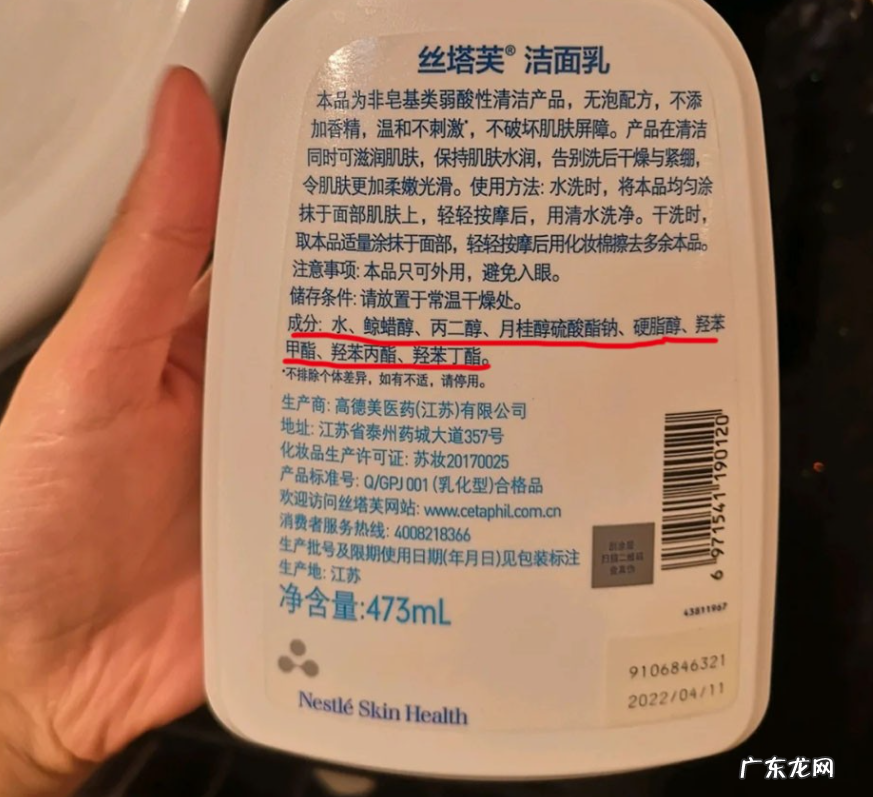 丝塔芙® 洁面乳
本品为非皂基类弱酸性清洁产品，无泡配方，不添
加香精，温和不刺激*，不破坏肌肤屏障。产品在清洁
同时可滋润肌肤，保持肌肤水润，告别洗后干燥与紧绷，
令肌肤更加柔嫩光滑。使用方法: 水洗时，将本品均匀涂
抹于面部肌肤上，轻轻按摩后，用清水洗净。干洗时，
取本品适量涂抹于面部，轻轻按摩后用化妆棉擦去多余本品。
注意事项: 本品只可外用，避免入眼。
储存条件: 请放置于常温干燥处。
成分: 水、鲸蜡醇、丙二醇、月桂醇硫酸酯钠、硬脂醇、羟苯
甲酯、羟苯丙酯、羟苯丁酯。
*不排除个体差异，如有不适，请停用。
生产商: 高德美医药(江苏)有限公司
地址: 江苏省泰州药城大道357号
化妆品生产许可证: 苏妆20170025
产品标准号: Q/GPJ 001 (乳化型)合格品
欢迎访问丝塔芙网站: www.cetaphil.com.cn
消费者服务热线: 4008218366
生产批号及限期使用日期(年月日)见包装标注
生产地: 江苏
净含量:473mL
6 971541 190120
43811967
9106846321
2022/04/11
Nestlé Skin Health
广东龙网